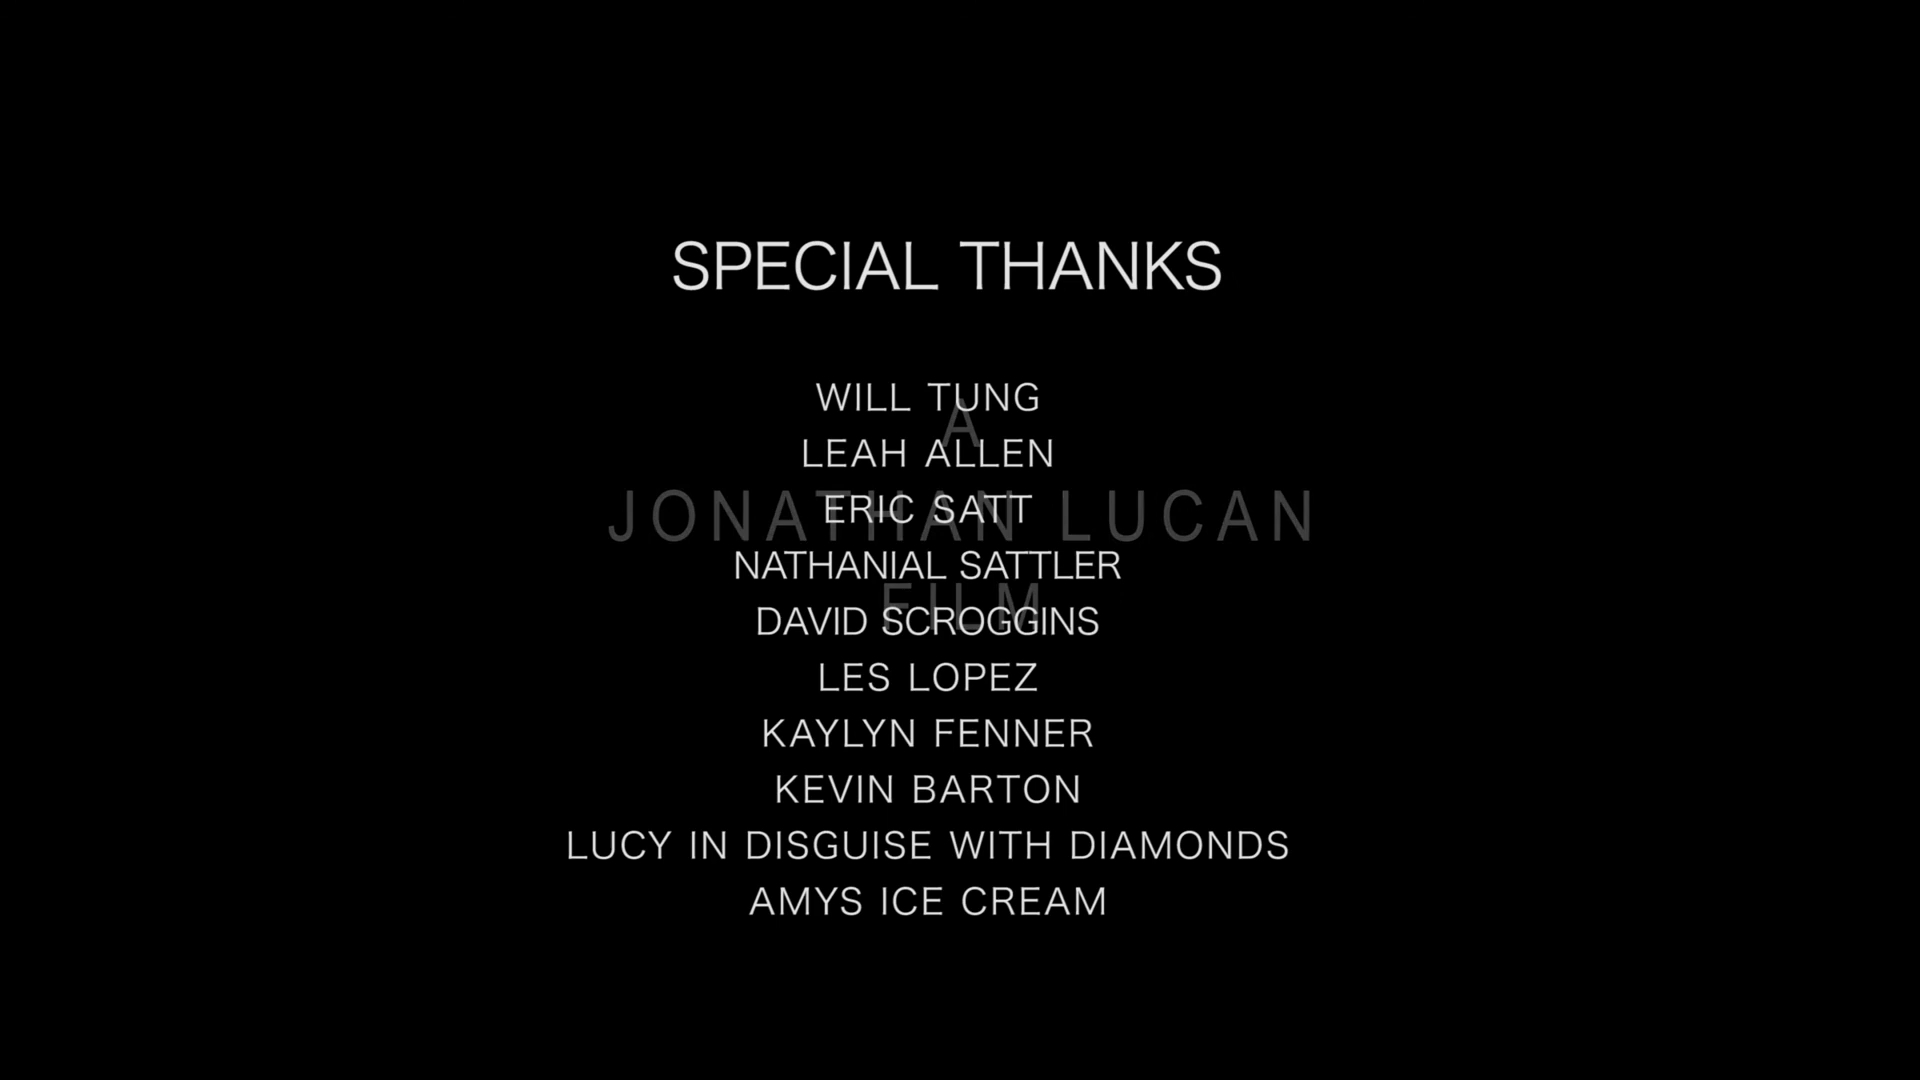 SPECIAL THANKS
WILL TUNG
A
LEAH ALLEN
ERIC SATT
JONATHAN LUCAN
NATHANIAL SATTLER
FILM
DAVID SCROGGINS
LES LOPEZ
KAYLYN FENNER
KEVIN BARTON
LUCY IN DISGUISE WITH DIAMONDS
AMYS ICE CREAM